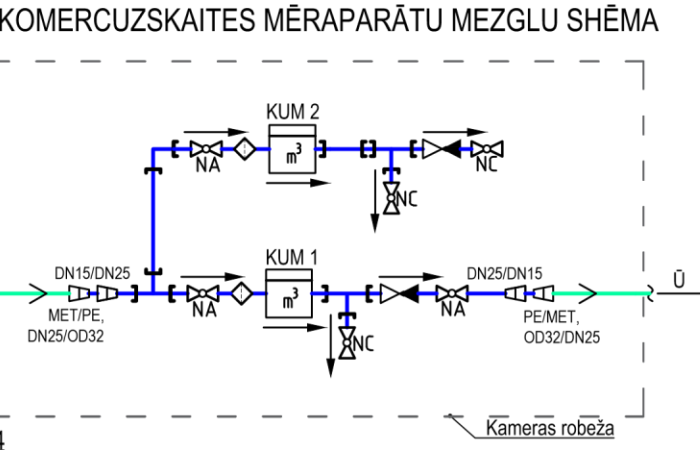 KOMERCUZSKAITES MĒRAPARĀTU MEZGLU SHĒMA
KUM 2
m³
NA
NC
NC
KUM 1
DN15/DN25
DN25/DN15
m³
Ū
NA
NA
MET/PE,
DN25/OD32
PE/MET,
OD32/DN25
NC
Kameras robeža